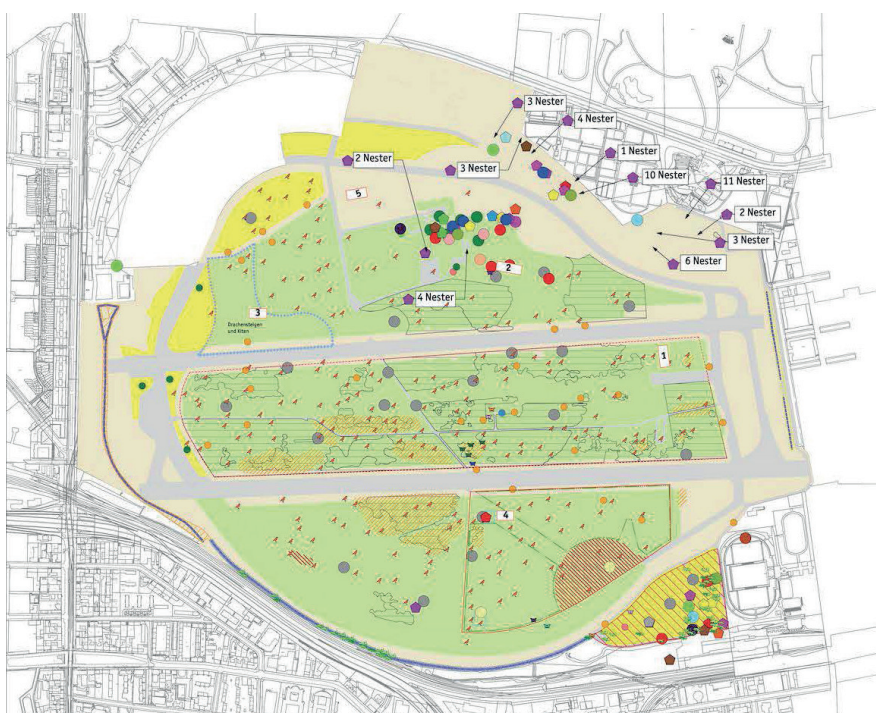 3 Nester
4 Nester
1 Nester
3 Nester
2 Nester
10 Nester
11 Nester
5
2 Nester
3 Nester
6 Nester
2
4 Nester
3
Drachensteigen
und Kiten
1
4